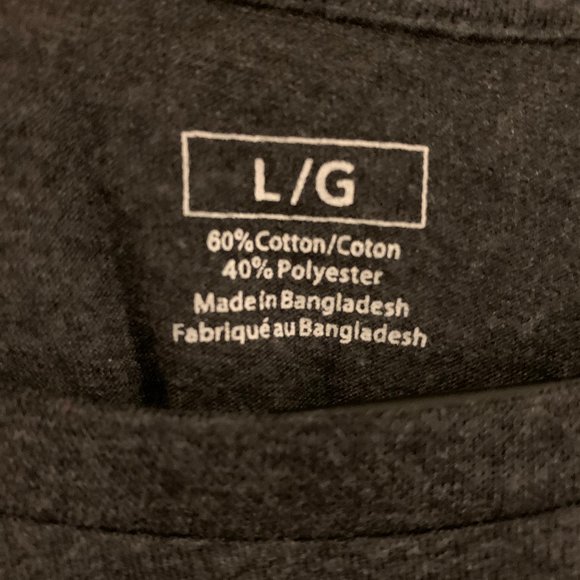 L/G
60% Cotton/Coton
40% Polyester
Made in Bangladesh
Fabriqué au Bangladesh